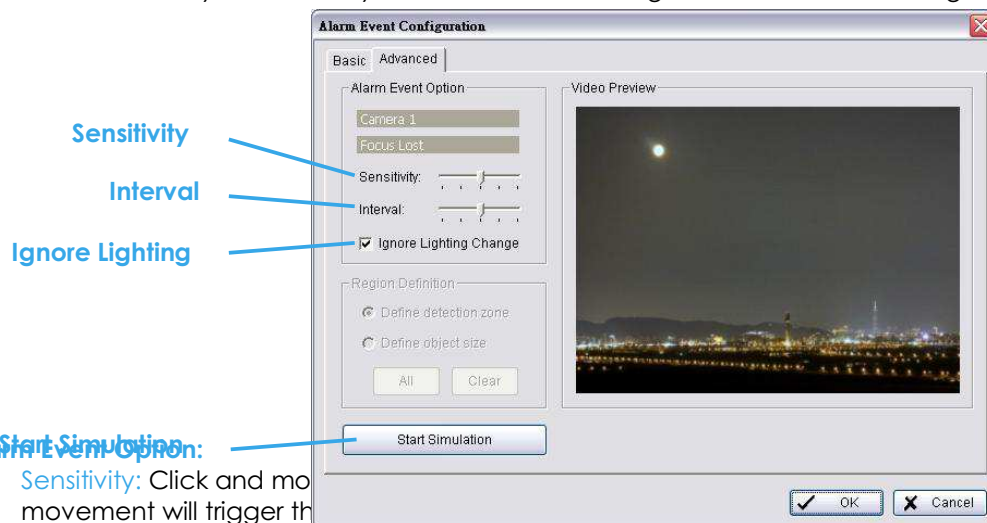 Alarm Event Configuration
Basic Advanced
Alarm Event Option
Video Preview
Camera 1
Focus Lost
Sensitivity
Sensitivity:
Interval
Interval:
Ignore Lighting
Ignore Lighting Change
Region Definition
Define detection zone
Define object size
All Clear
Start Simulation
Start Simulation
Event Option:
Sensitivity: Click and mo
movement will trigger th
OK Cancel